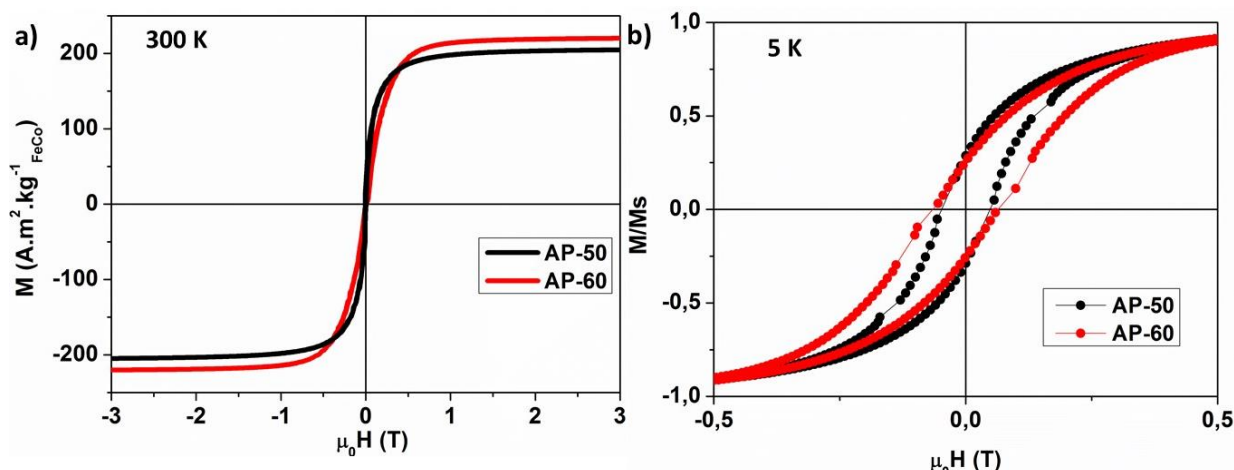 a)
300 K
M (A.m².kg⁻¹ FeCo)
200
100
0
-100
-200
-3
-2
-1
0
1
2
3
μ₀H (T)
AP-50
AP-60
b)
5 K
M/Ms
1,0
0,5
0,0
-0,5
-1,0
-0,5
0,0
0,5
μ₀H (T)
AP-50
AP-60